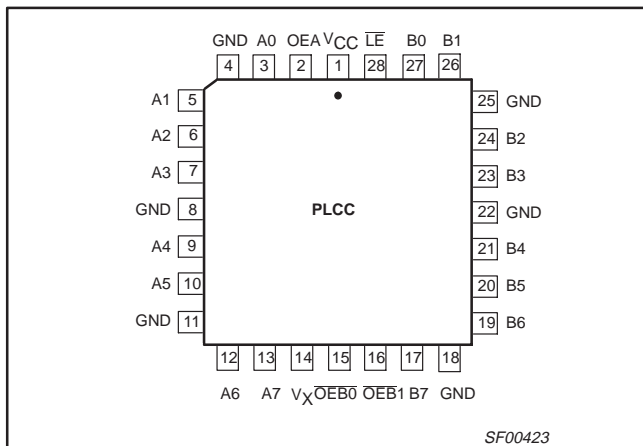 GND A0 OEA VCC LE B0 B1
4 3 2 1 28 27 26
A1 5 25 GND
A2 6 24 B2
A3 7 23 B3
GND 8 PLCC 22 GND
A4 9 21 B4
A5 10 20 B5
GND 11 19 B6
12 13 14 15 16 17 18
A6 A7 VX OEB0 OEB1 B7 GND
SF00423